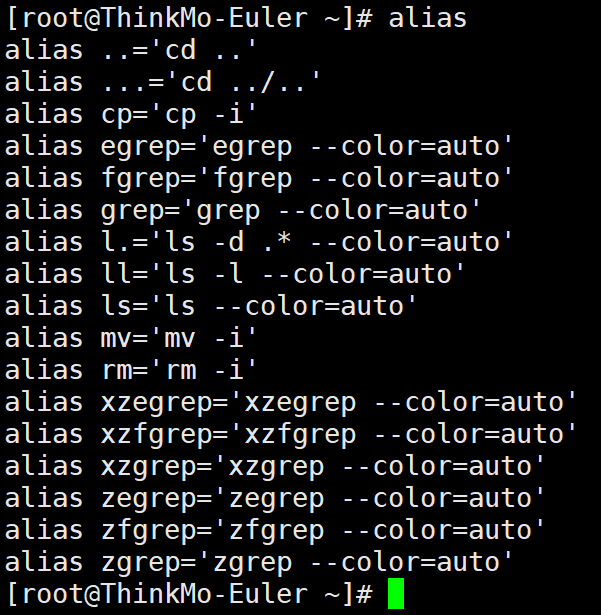 [root@ThinkMo-Euler ~]# alias
alias ..='cd ..'
alias ...='cd ../..'
alias cp='cp -i'
alias egrep='egrep --color=auto'
alias fgrep='fgrep --color=auto'
alias grep='grep --color=auto'
alias l.='ls -d .* --color=auto'
alias ll='ls -l --color=auto'
alias ls='ls --color=auto'
alias mv='mv -i'
alias rm='rm -i'
alias xzegrep='xzegrep --color=auto'
alias xzfgrep='xzfgrep --color=auto'
alias xzgrep='xzgrep --color=auto'
alias zegrep='zegrep --color=auto'
alias zfgrep='zfgrep --color=auto'
alias zgrep='zgrep --color=auto'
[root@ThinkMo-Euler ~]#